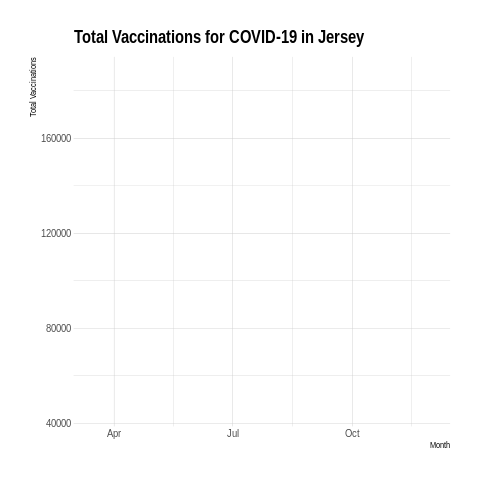 Total Vaccinations for COVID-19 in Jersey
Total Vaccinations
160000
120000
80000
40000
Apr Jul Oct
Month